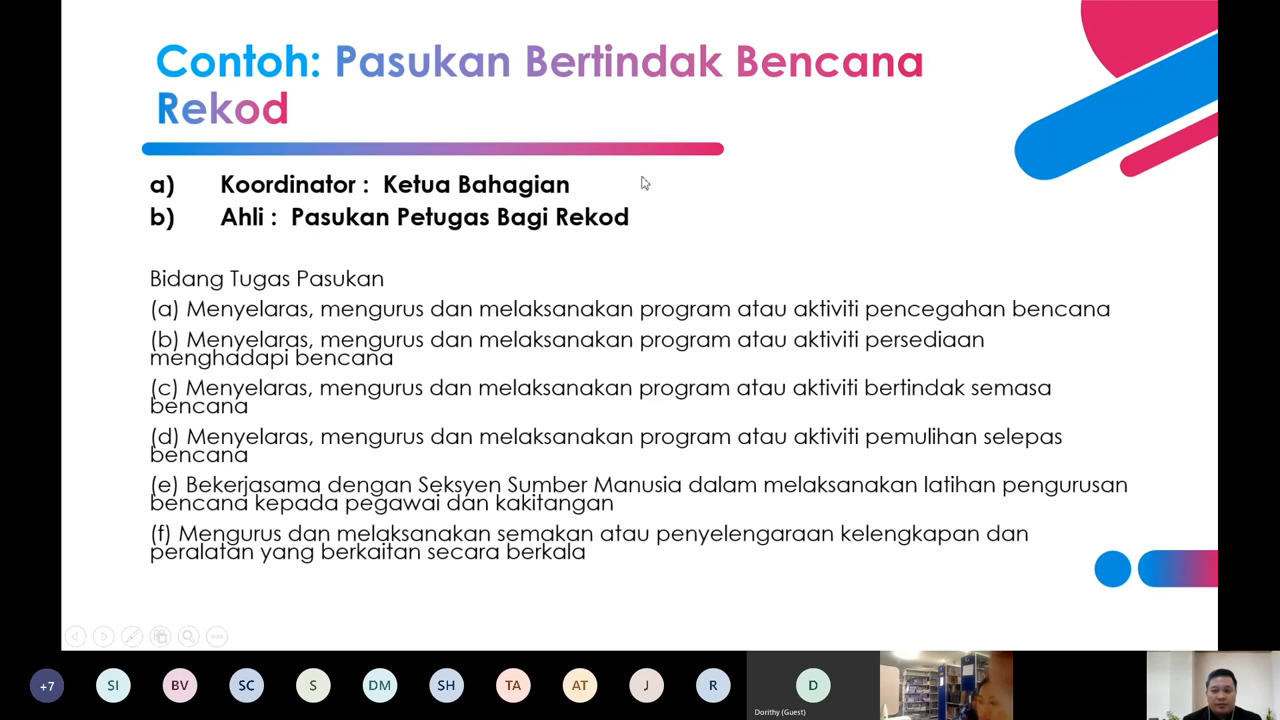 Contoh: Pasukan Bertindak Bencana
Rekod
a) Koordinator : Ketua Bahagian
b) Ahli : Pasukan Petugas Bagi Rekod
Bidang Tugas Pasukan
(a) Menyelaras, mengurus dan melaksanakan program atau aktiviti pencegahan bencana
(b) Menyelaras, mengurus dan melaksanakan program atau aktiviti persediaan
menghadapi bencana
(c) Menyelaras, mengurus dan melaksanakan program atau aktiviti bertindak semasa
bencana
(d) Menyelaras, mengurus dan melaksanakan program atau aktiviti pemulihan selepas
bencana
(e) Bekerjasama dengan Seksyen Sumber Manusia dalam melaksanakan latihan pengurusan
bencana kepada pegawai dan kakitangan
(f) Mengurus dan melaksanakan semakan atau penyelengaraan kelengkapan dan
peralatan yang berkaitan secara berkala
+7 SI BV SC S DM SH TA AT J R D
Dorithy (Guest)